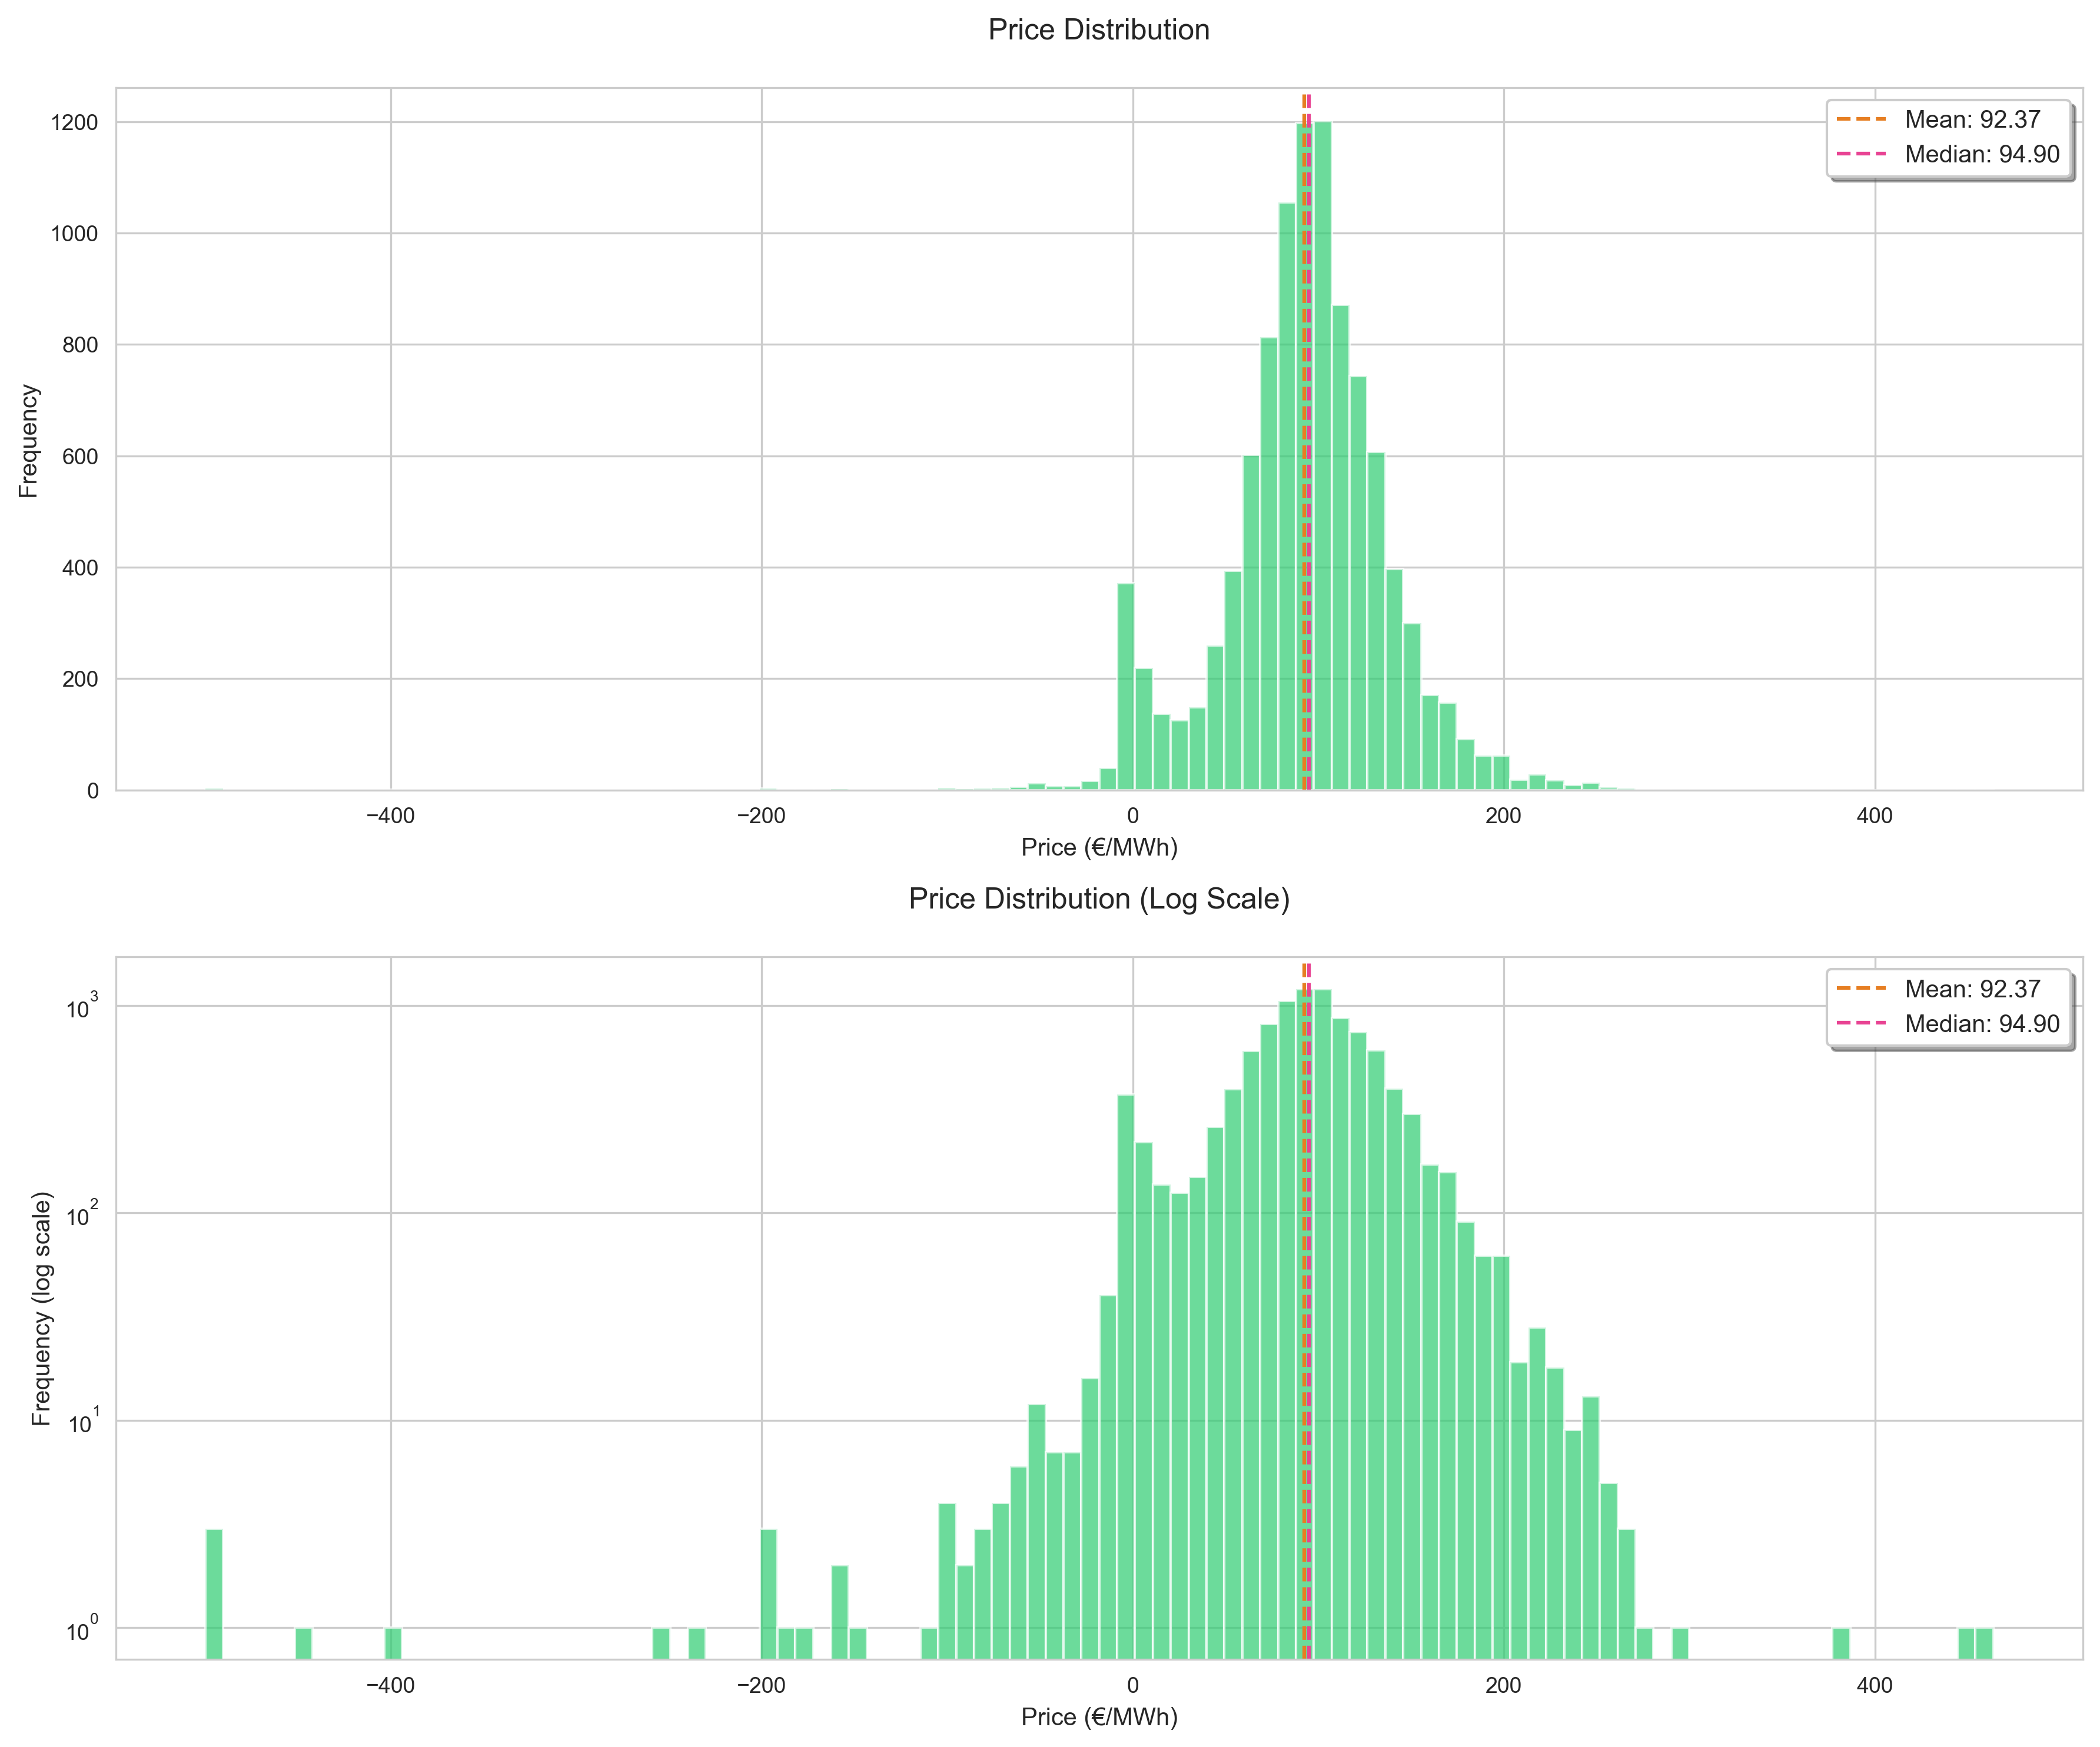 Price Distribution
1200
1000
800
600
400
200
0
Frequency
Mean: 92.37
Median: 94.90
−400
−200
0
200
400
Price (€/MWh)
Price Distribution (Log Scale)
10³
10²
10¹
10⁰
Frequency (log scale)
Mean: 92.37
Median: 94.90
−400
−200
0
200
400
Price (€/MWh)